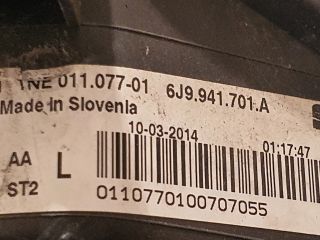 1NE 011.077-01 6J9.941.701.A
Made in Slovenia
10-03-2014 01:17:47
AA L
ST2
0110770100707055